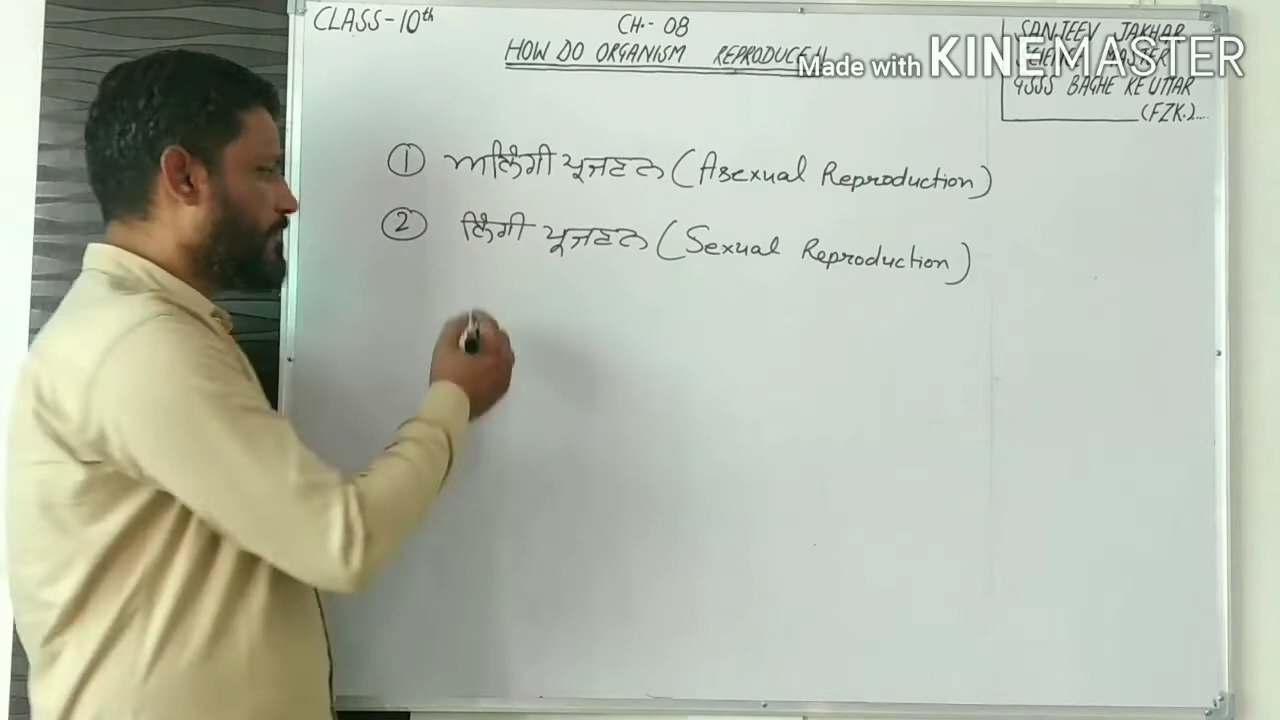 CLASS-10th
CH.- 08
HOW DO ORGANISM REPRODUCE
Made with KINEMASTER
SANJEEV JAKHAR
MASTER
GSSS BAGHE KE UTTAR
(FZK.)...
① ਅਲਿੰਗੀ ਪ੍ਰਜਣਨ (Asexual Reproduction)
② ਲਿੰਗੀ ਪ੍ਰਜਣਨ (Sexual Reproduction)